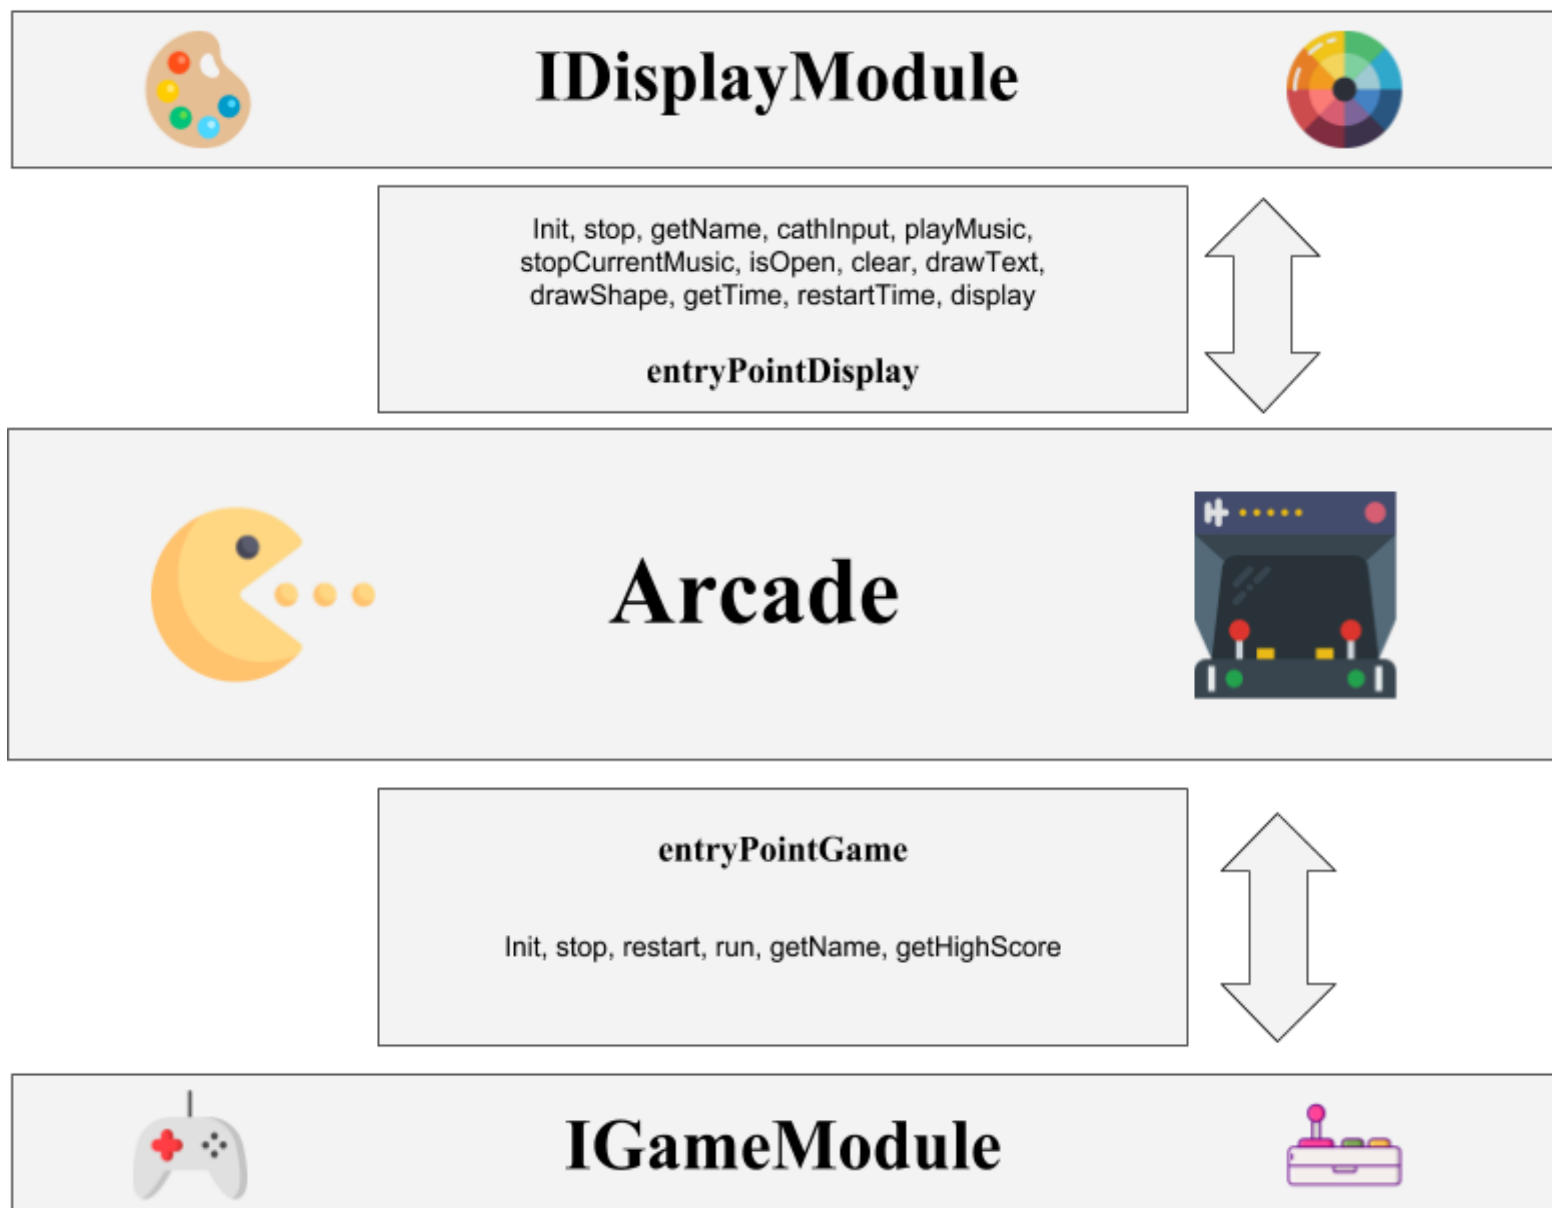 IDisplayModule
Init, stop, getName, cathInput, playMusic,
stopCurrentMusic, isOpen, clear, drawText,
drawShape, getTime, restartTime, display
entryPointDisplay
Arcade
entryPointGame
Init, stop, restart, run, getName, getHighScore
IGameModule